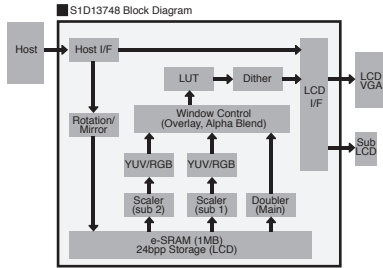 S1D13748 Block Diagram
Host
Host I/F
LCD
I/F
LCD
VGA
LUT
Dither
Rotation/
Mirror
Window Control
(Overlay, Alpha Blend)
Sub
LCD
YUV/RGB
YUV/RGB
Scaler
(sub 2)
Scaler
(sub 1)
Doubler
(Main)
e-SRAM (1MB)
24bpp Storage (LCD)